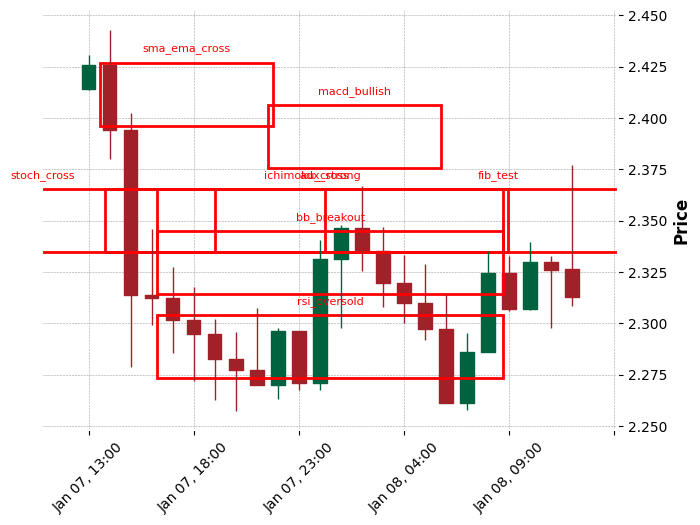 sma_ema_cross
macd_bullish
stoch_cross
fib_test
bb_breakout
rsi_oversold
2.450
2.425
2.400
2.375
2.350
2.325
2.300
2.275
2.250
Price
Jan 07, 13:00
Jan 07, 18:00
Jan 07, 23:00
Jan 08, 04:00
Jan 08, 09:00